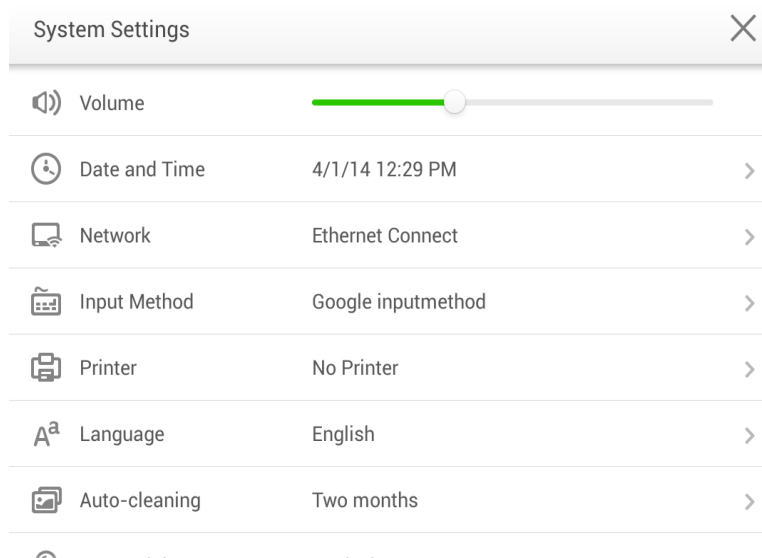 System Settings
Volume
Date and Time 4/1/14 12:29 PM
Network Ethernet Connect
Input Method Google inputmethod
Printer No Printer
Language English
Auto-cleaning Two months